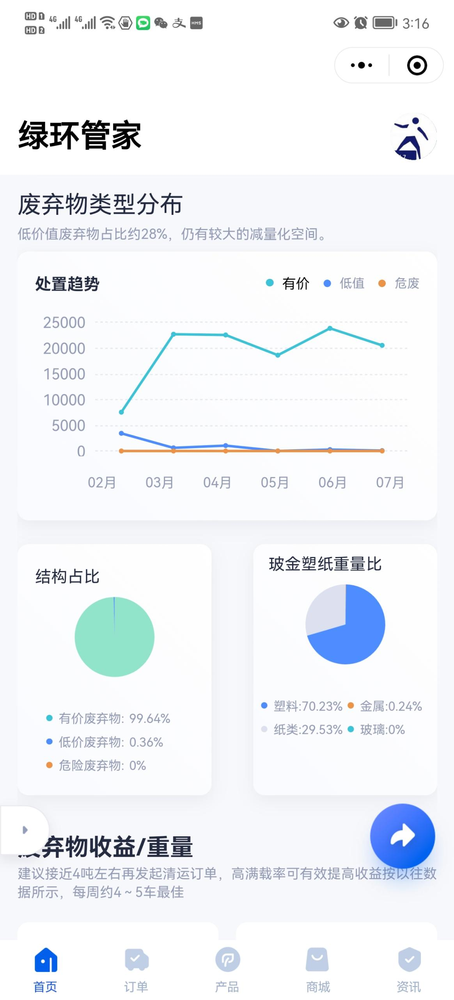 HD 1 4G 4G HMS 3:16
HD 2
绿环管家
废弃物类型分布
低价值废弃物占比约28%，仍有较大的减量化空间。
处置趋势
有价 低值 危废
25000
20000
15000
10000
5000
0
02月 03月 04月 05月 06月 07月
结构占比
有价废弃物: 99.64%
低价废弃物: 0.36%
危险废弃物: 0%
玻金塑纸重量比
塑料:70.23% 金属:0.24%
纸类:29.53% 玻璃:0%
弃物收益/重量
建议接近4吨左右再发起清运订单，高满载率可有效提高收益按以往数
据所示，每周约4~5车最佳
首页 订单 产品 商城 资讯